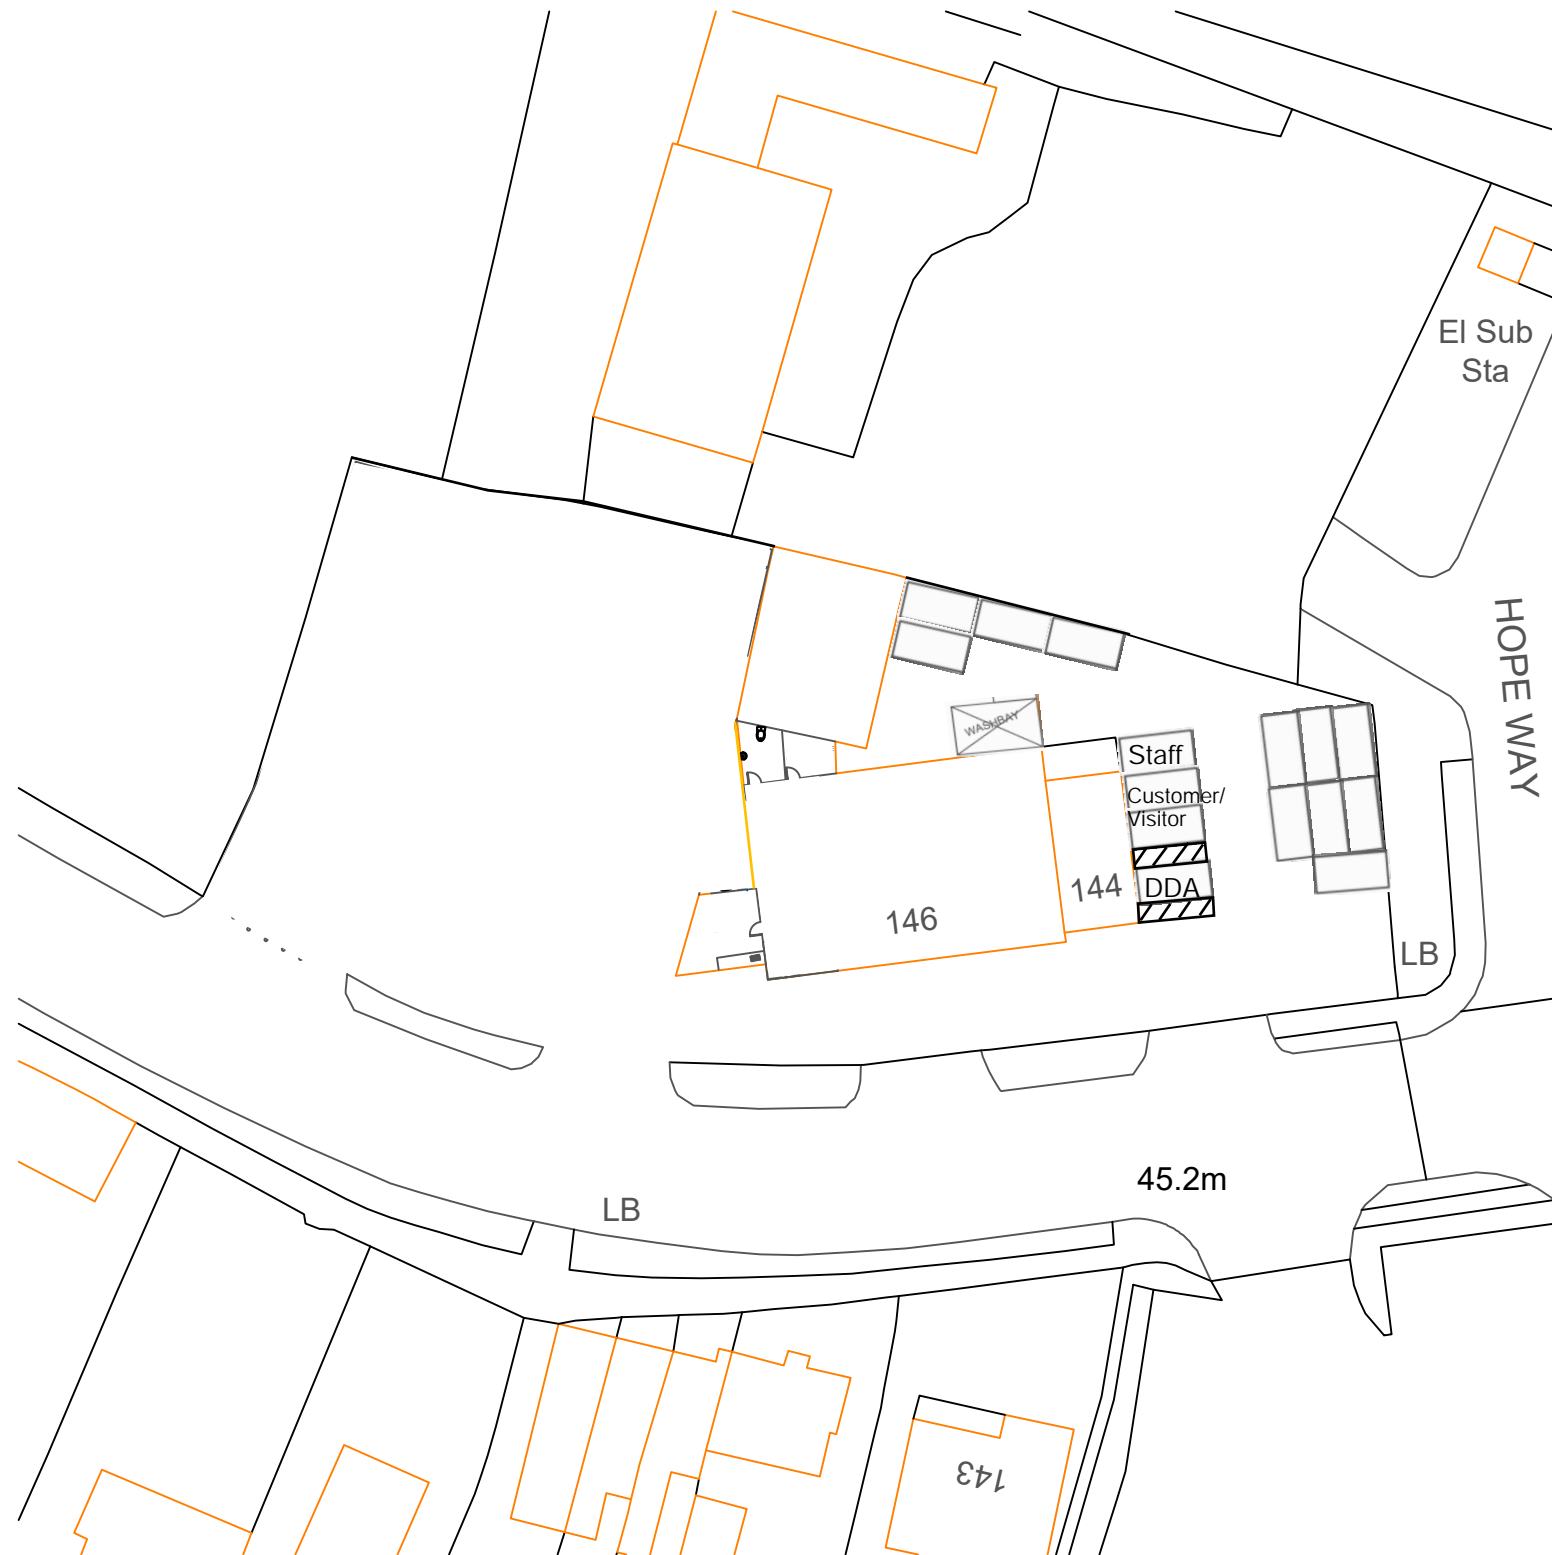 El Sub
Sta
HOPE WAY
WASHBAY
Staff
Customer/
Visitor
DDA
144
146
LB
45.2m
LB
143